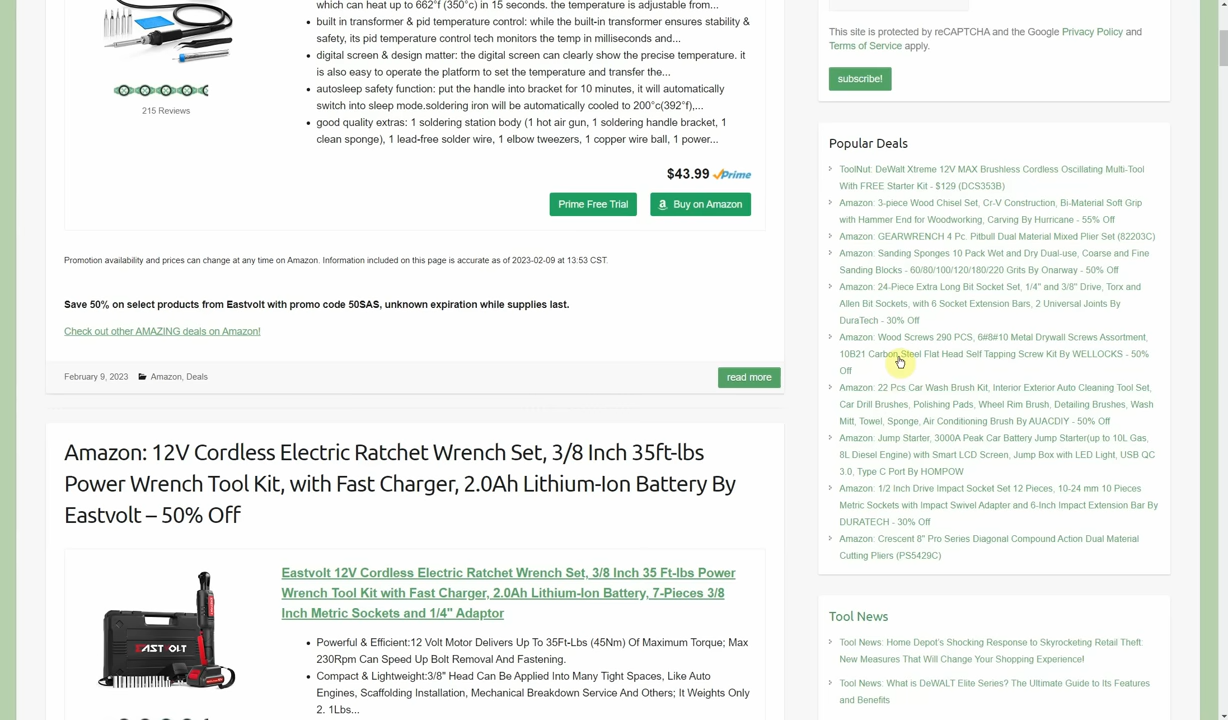 which can heat up to 662°f (350°c) in 15 seconds. the temperature is adjustable from...
built in transformer & pid temperature control: while the built-in transformer ensures stability &
safety, its pid temperature control tech monitors the temp in milliseconds and...
digital screen & design matter: the digital screen can clearly show the precise temperature. it
is also easy to operate the platform to set the temperature and transfer the...
autosleep safety function: put the handle into bracket for 10 minutes, it will automatically
switch into sleep mode.soldering iron will be automatically cooled to 200°c(392°f),...
good quality extras: 1 soldering station body (1 hot air gun, 1 soldering handle bracket, 1
clean sponge), 1 lead-free solder wire, 1 elbow tweezers, 1 copper wire ball, 1 power...
215 Reviews
$43.99 Prime
Prime Free Trial
Buy on Amazon
Promotion availability and prices can change at any time on Amazon. Information included on this page is accurate as of 2023-02-09 at 13:53 CST.
Save 50% on select products from Eastvolt with promo code 50SAS, unknown expiration while supplies last.
Check out other AMAZING deals on Amazon!
February 9, 2023 Amazon, Deals
read more
Amazon: 12V Cordless Electric Ratchet Wrench Set, 3/8 Inch 35ft-lbs
Power Wrench Tool Kit, with Fast Charger, 2.0Ah Lithium-Ion Battery By
Eastvolt – 50% Off
Eastvolt 12V Cordless Electric Ratchet Wrench Set, 3/8 Inch 35 Ft-lbs Power
Wrench Tool Kit with Fast Charger, 2.0Ah Lithium-Ion Battery, 7-Pieces 3/8
Inch Metric Sockets and 1/4" Adaptor
EASTVOLT
Powerful & Efficient:12 Volt Motor Delivers Up To 35Ft-Lbs (45Nm) Of Maximum Torque; Max
230Rpm Can Speed Up Bolt Removal And Fastening.
Compact & Lightweight:3/8" Head Can Be Applied Into Many Tight Spaces, Like Auto
Engines, Scaffolding Installation, Mechanical Breakdown Service And Others; It Weights Only
2. 1Lbs...
This site is protected by reCAPTCHA and the Google Privacy Policy and
Terms of Service apply.
subscribe!
Popular Deals
ToolNut: DeWalt Xtreme 12V MAX Brushless Cordless Oscillating Multi-Tool
With FREE Starter Kit - $129 (DCS353B)
Amazon: 3-piece Wood Chisel Set, Cr-V Construction, Bi-Material Soft Grip
with Hammer End for Woodworking, Carving By Hurricane - 55% Off
Amazon: GEARWRENCH 4 Pc. Pitbull Dual Material Mixed Plier Set (82203C)
Amazon: Sanding Sponges 10 Pack Wet and Dry Dual-use, Coarse and Fine
Sanding Blocks - 60/80/100/120/180/220 Grits By Onarway - 50% Off
Amazon: 24-Piece Extra Long Bit Socket Set, 1/4" and 3/8" Drive, Torx and
Allen Bit Sockets, with 6 Socket Extension Bars, 2 Universal Joints By
DuraTech - 30% Off
Amazon: Wood Screws 290 PCS, 6#8#10 Metal Drywall Screws Assortment,
10B21 Carbon Steel Flat Head Self Tapping Screw Kit By WELLOCKS - 50%
Off
Amazon: 22 Pcs Car Wash Brush Kit, Interior Exterior Auto Cleaning Tool Set,
Car Drill Brushes, Polishing Pads, Wheel Rim Brush, Detailing Brushes, Wash
Mitt, Towel, Sponge, Air Conditioning Brush By AUACDIY - 50% Off
Amazon: Jump Starter, 3000A Peak Car Battery Jump Starter(up to 10L Gas,
8L Diesel Engine) with Smart LCD Screen, Jump Box with LED Light, USB QC
3.0, Type C Port By HOMPOW
Amazon: 1/2 Inch Drive Impact Socket Set 12 Pieces, 10-24 mm 10 Pieces
Metric Sockets with Impact Swivel Adapter and 6-Inch Impact Extension Bar By
DURATECH - 30% Off
Amazon: Crescent 8" Pro Series Diagonal Compound Action Dual Material
Cutting Pliers (PS5429C)
Tool News
Tool News: Home Depot's Shocking Response to Skyrocketing Retail Theft:
New Measures That Will Change Your Shopping Experience!
Tool News: What is DeWALT Elite Series? The Ultimate Guide to Its Features
and Benefits